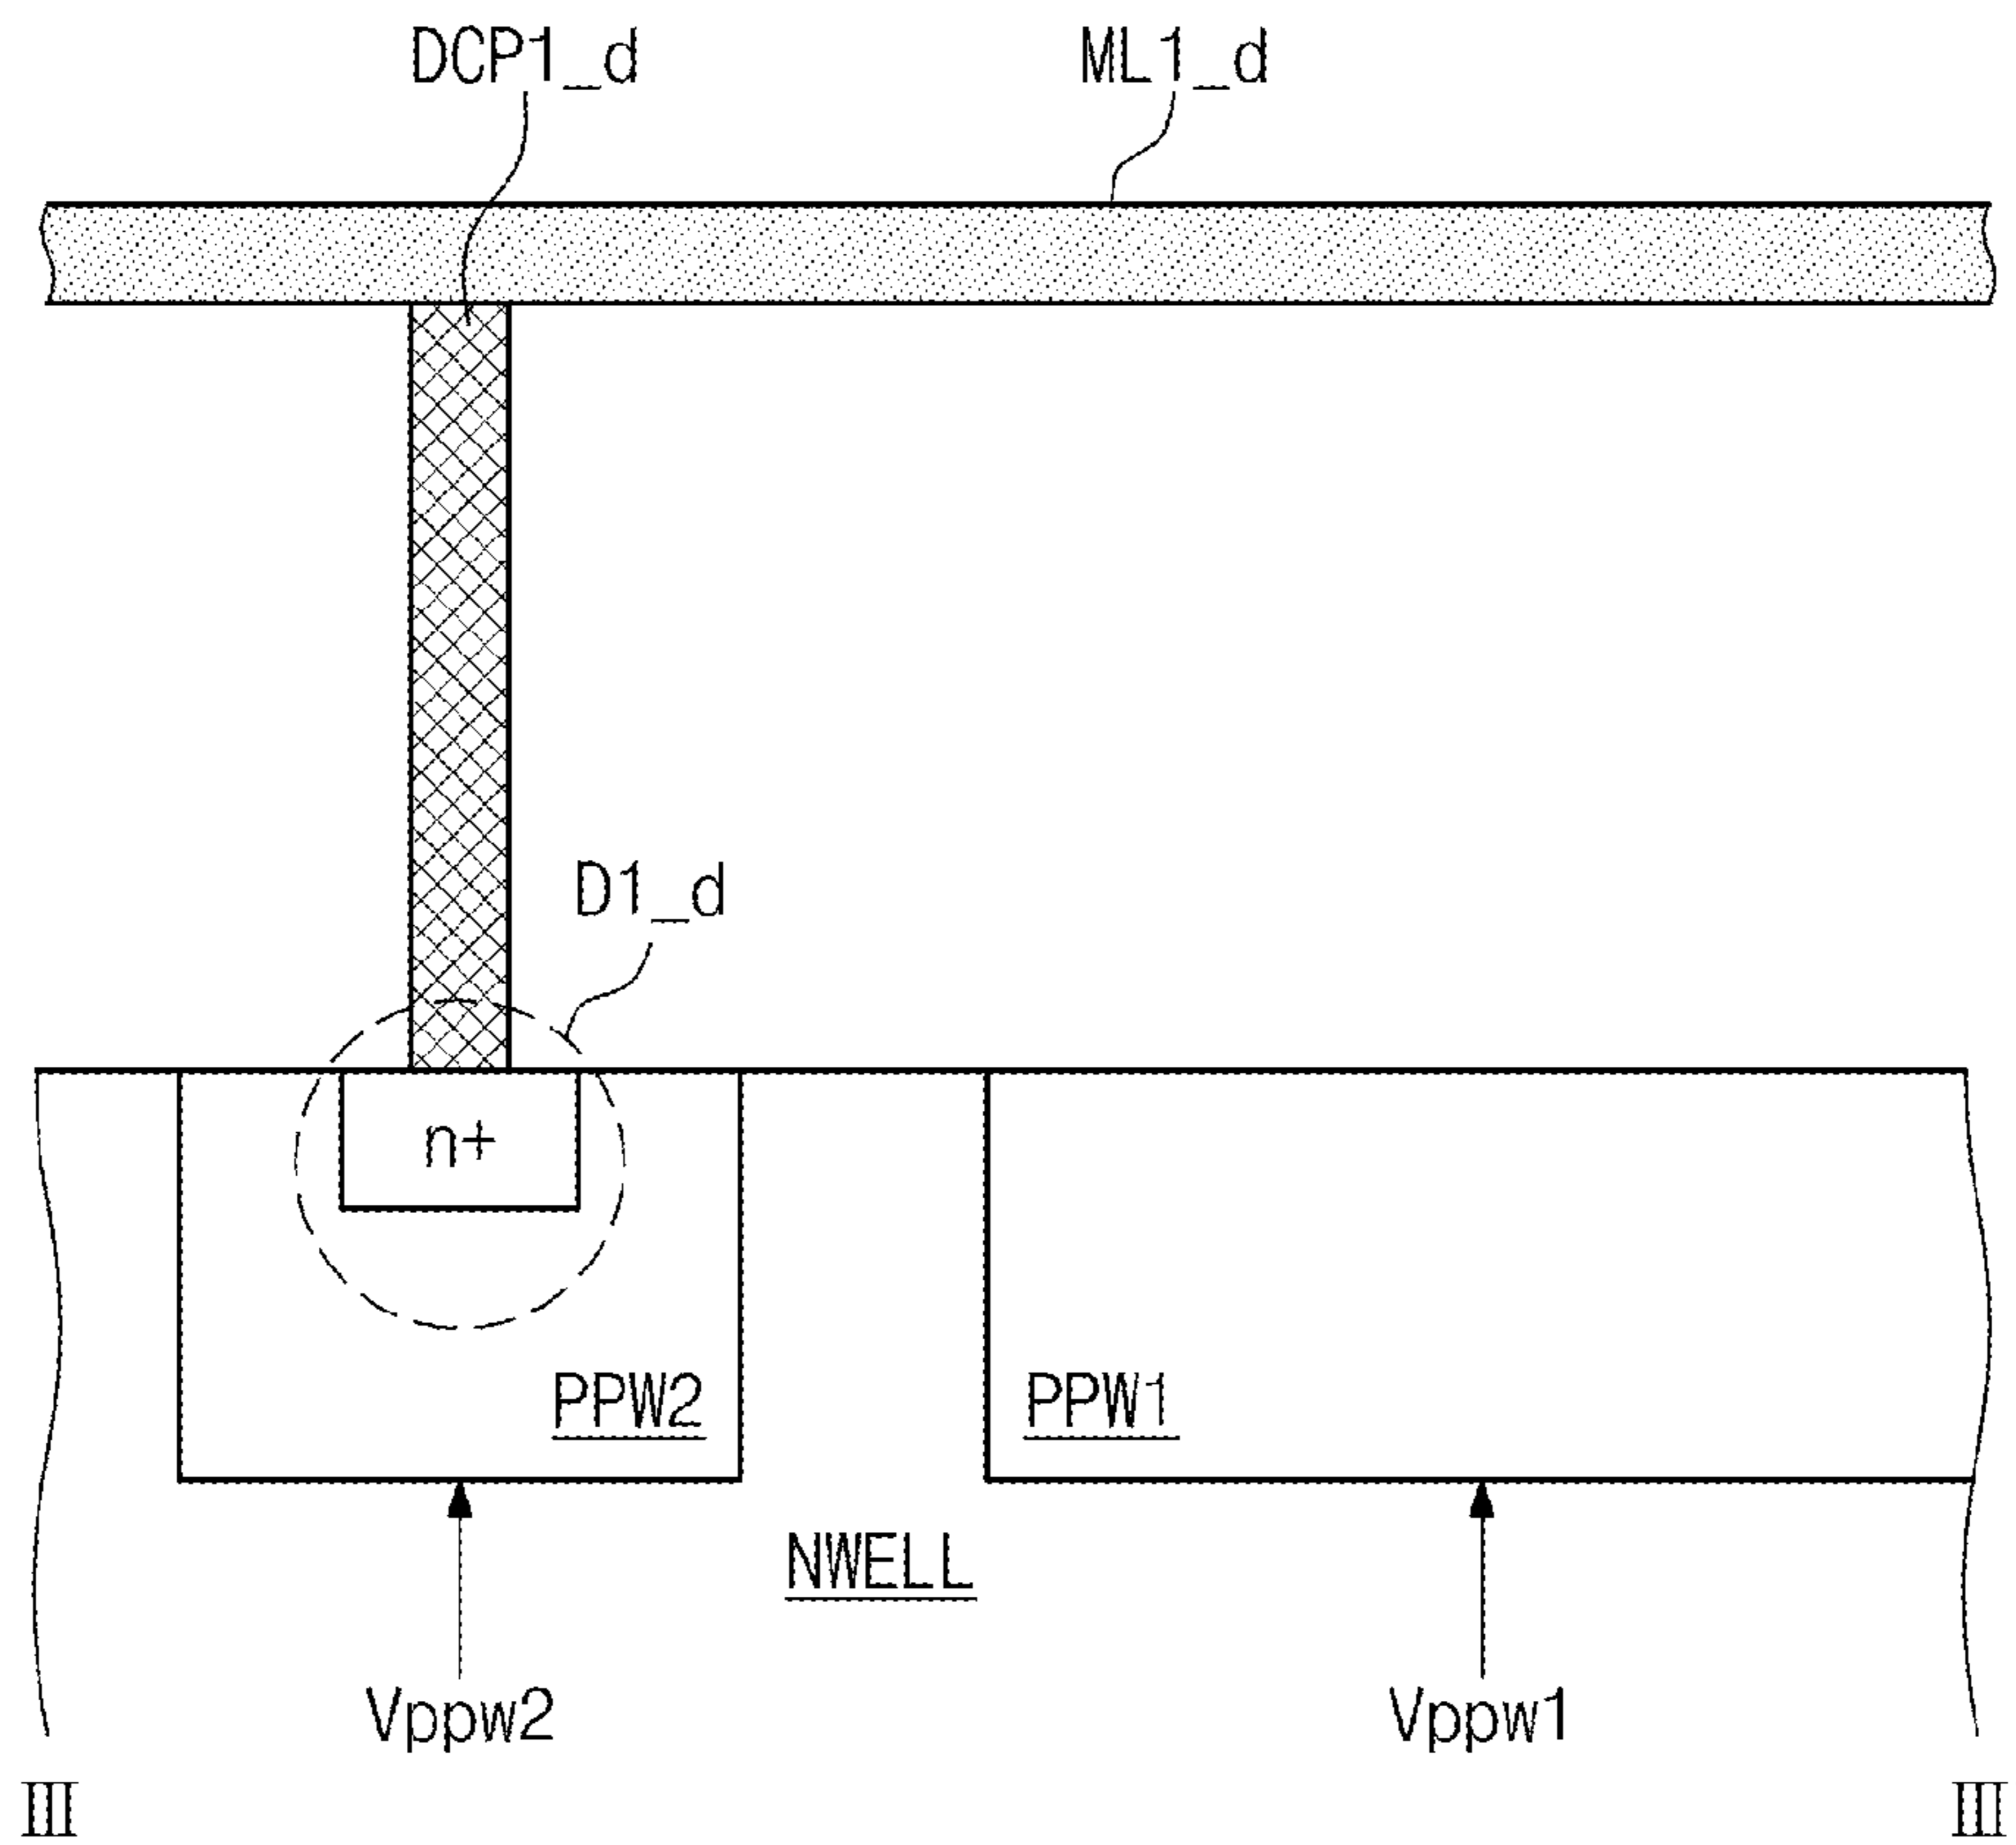 DCP1_d
ML1_d
D1_d
n+
PPW2
PPW1
NWELL
Vppw2
Vppw1
III
III